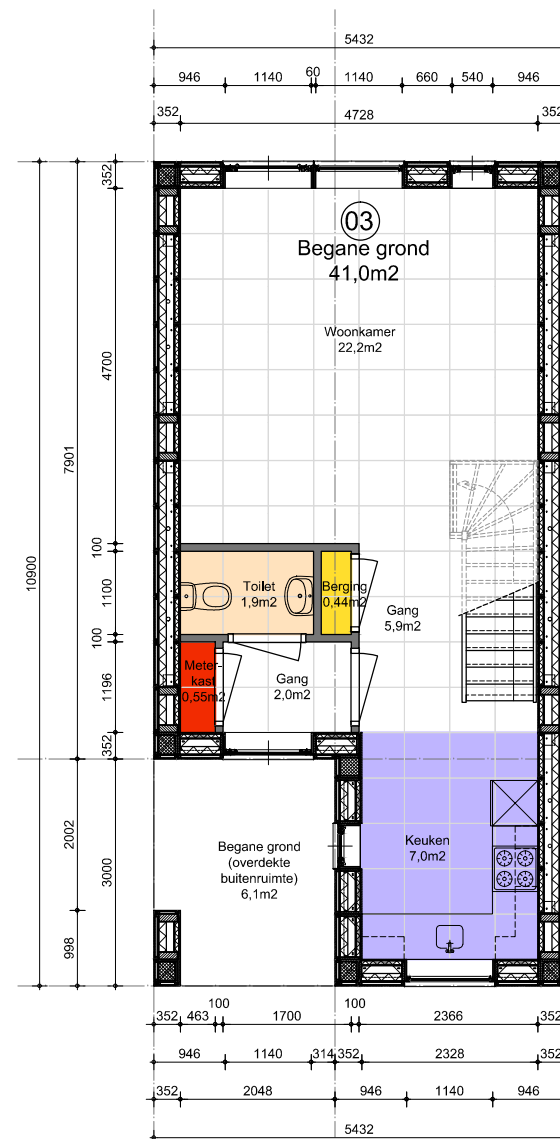 5432
946 1140 60 1140 660 540 946
352 4728 352
03
Begane grond
41,0m2
Woonkamer
22,2m2
352
4700
7901
10900
100
1100
100
1196
352
2002
3000
998
Toilet
1,9m2
Berging
0,44m2
Gang
5,9m2
Meter-
kast
0,55m2
Gang
2,0m2
Keuken
7,0m2
Begane grond
(overdekte
buitenruimte)
6,1m2
100 100
352 463 1700 2366 352
946 1140 314 352 2328 352
352 2048 946 1140 946
5432